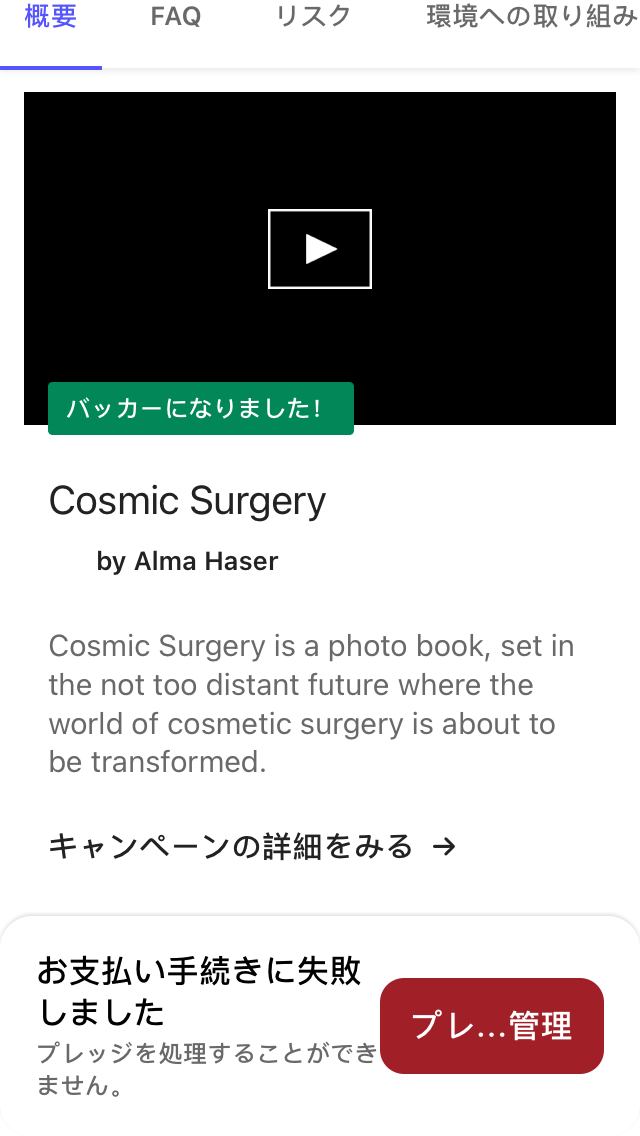 概要 FAQ リスク 環境への取り組み
バッカーになりました!
Cosmic Surgery
by Alma Haser
Cosmic Surgery is a photo book, set in
the not too distant future where the
world of cosmetic surgery is about to
be transformed.
キャンペーンの詳細をみる →
お支払い手続きに失敗
しました
プレッジを処理することができ
ません。
プレ...管理